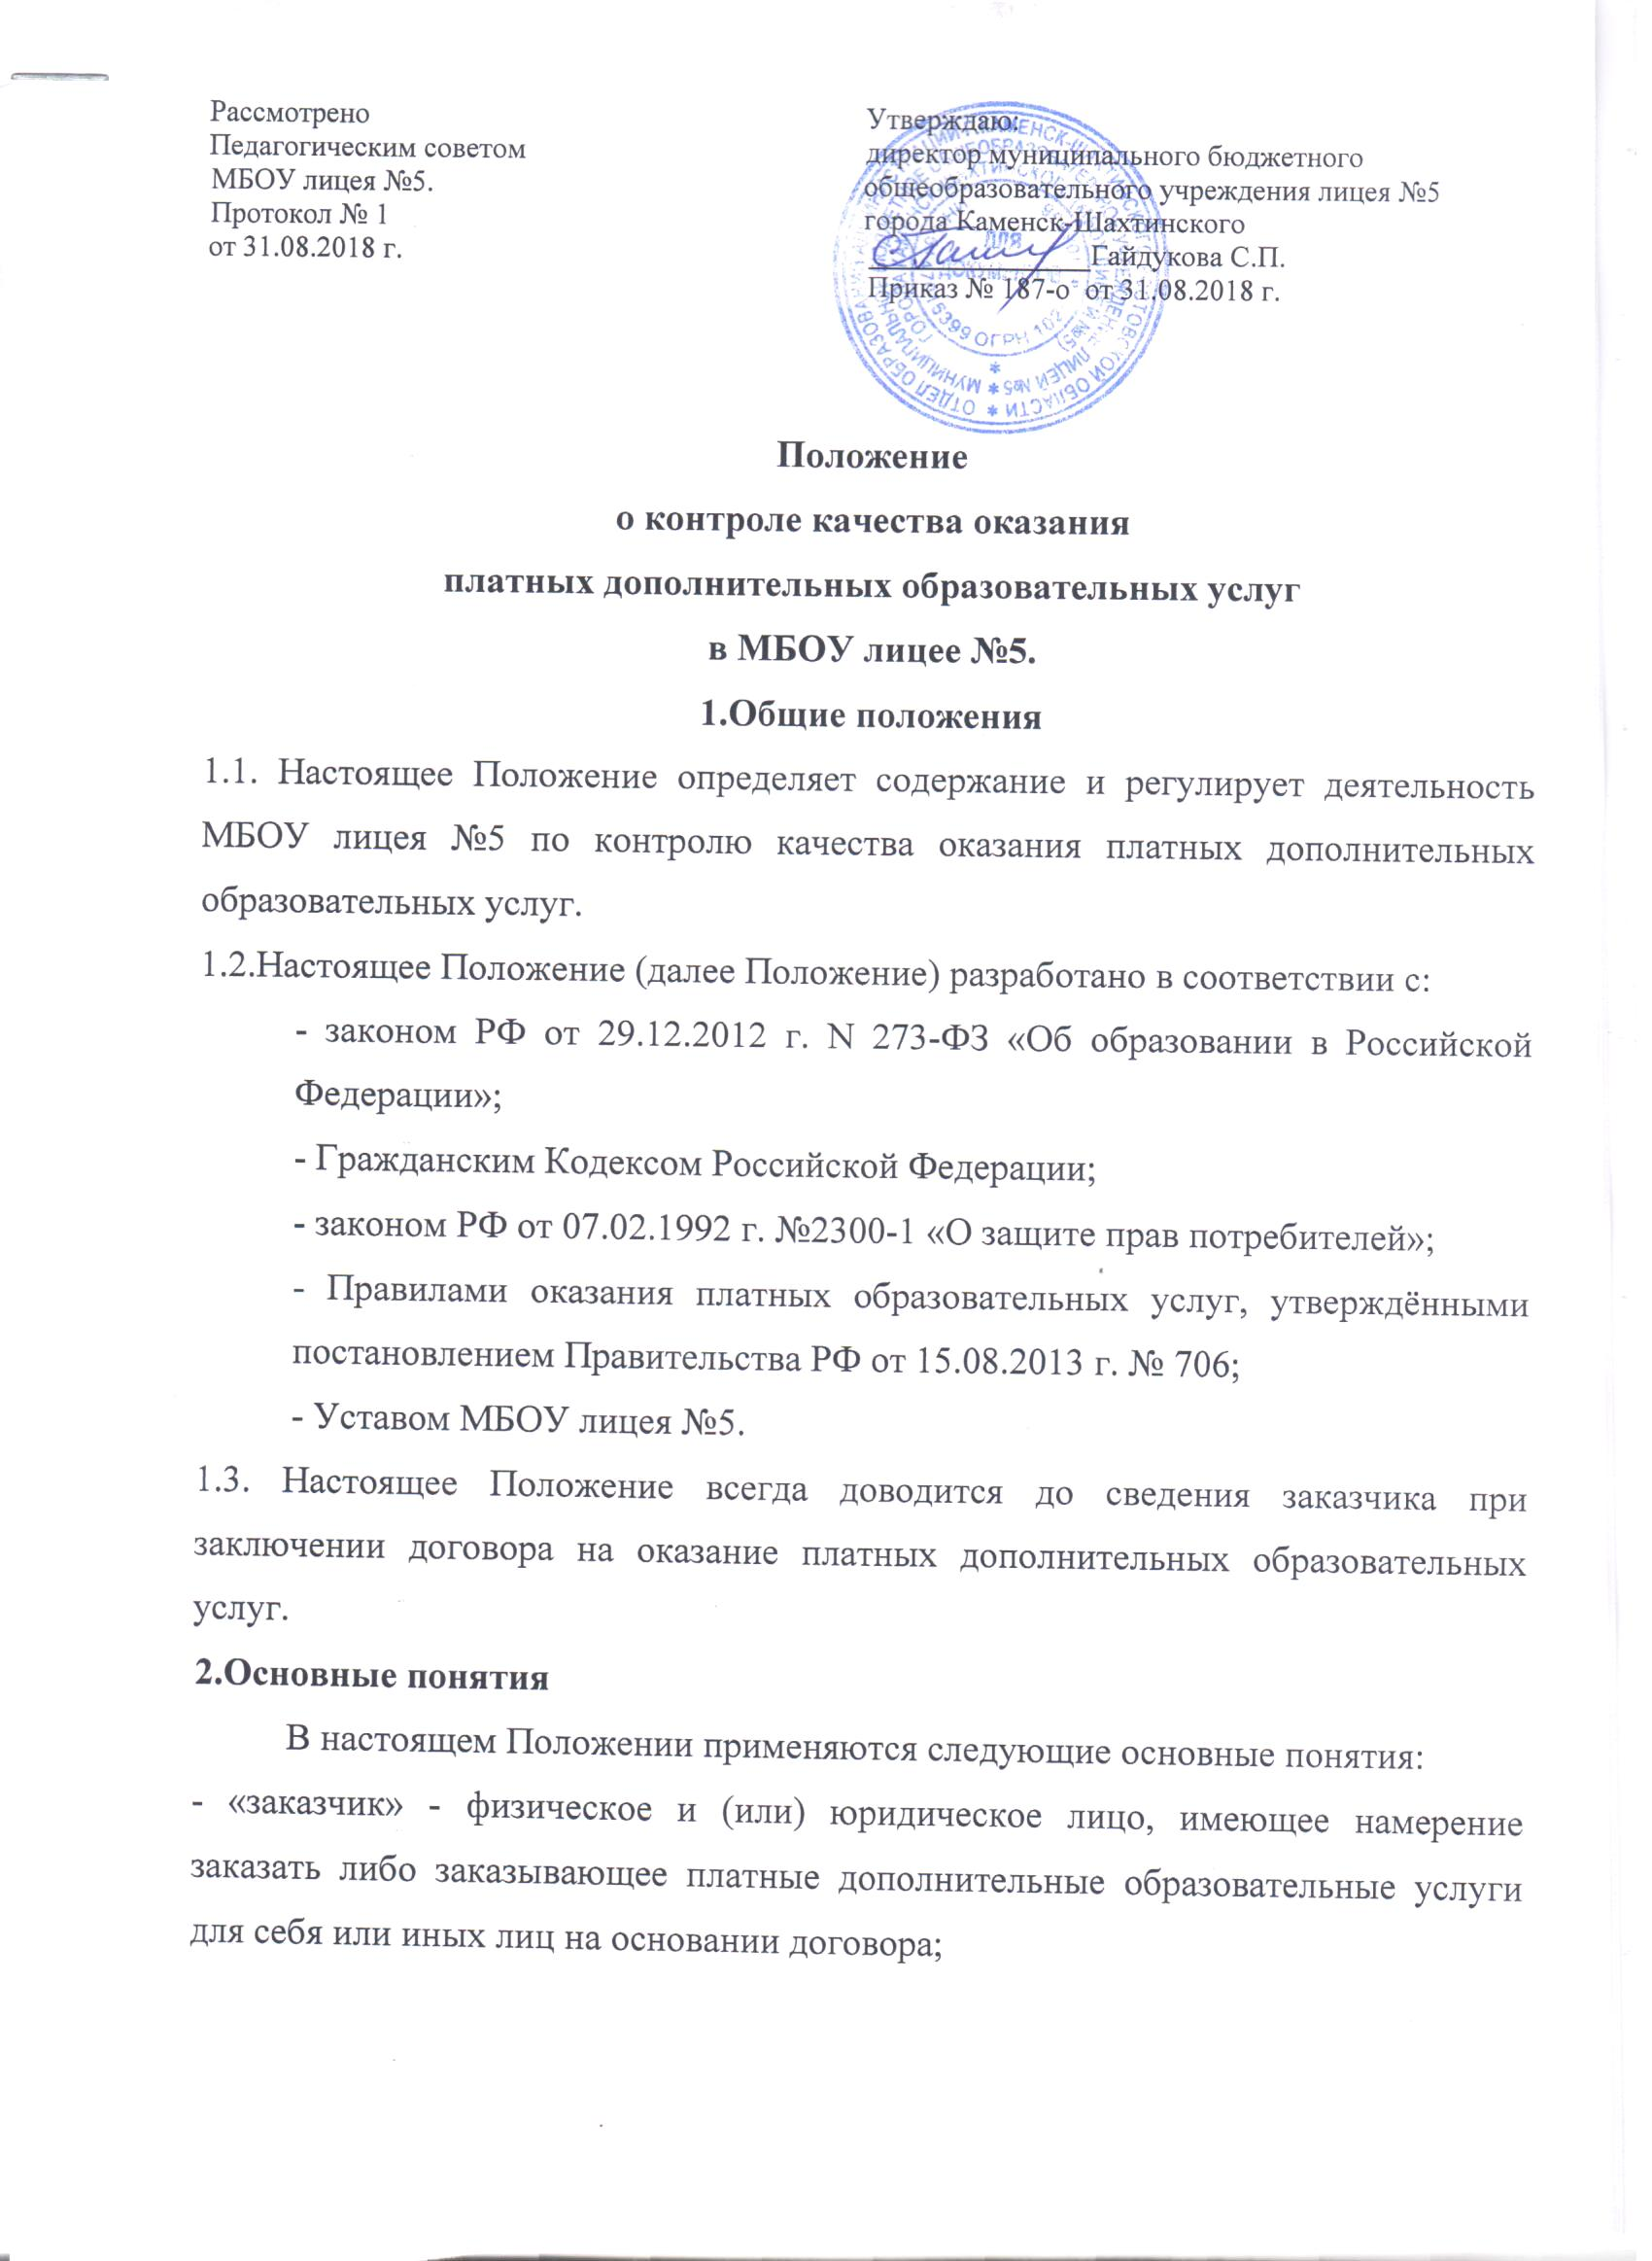 Рассмотрено
Педагогическим советом
МБОУ лицея №5.
Протокол № 1
от 31.08.2018 г.
Утверждаю:
директор муниципального бюджетного
общеобразовательного учреждения лицея №5
города Каменск-Шахтинского
Гайдукова С.П.
Приказ № 187-о от 31.08.2018 г.
Положение
о контроле качества оказания
платных дополнительных образовательных услуг
в МБОУ лицее №5.
1.Общие положения
1.1. Настоящее Положение определяет содержание и регулирует деятельность
МБОУ лицея №5 по контролю качества оказания платных дополнительных
образовательных услуг.
1.2.Настоящее Положение (далее Положение) разработано в соответствии с:
- законом РФ от 29.12.2012 г. N 273-ФЗ «Об образовании в Российской
Федерации»;
- Гражданским Кодексом Российской Федерации;
- законом РФ от 07.02.1992 г. №2300-1 «О защите прав потребителей»;
- Правилами оказания платных образовательных услуг, утверждёнными
постановлением Правительства РФ от 15.08.2013 г. № 706;
- Уставом МБОУ лицея №5.
1.3. Настоящее Положение всегда доводится до сведения заказчика при
заключении договора на оказание платных дополнительных образовательных
услуг.
2.Основные понятия
В настоящем Положении применяются следующие основные понятия:
- «заказчик» - физическое и (или) юридическое лицо, имеющее намерение
заказать либо заказывающее платные дополнительные образовательные услуги
для себя или иных лиц на основании договора;